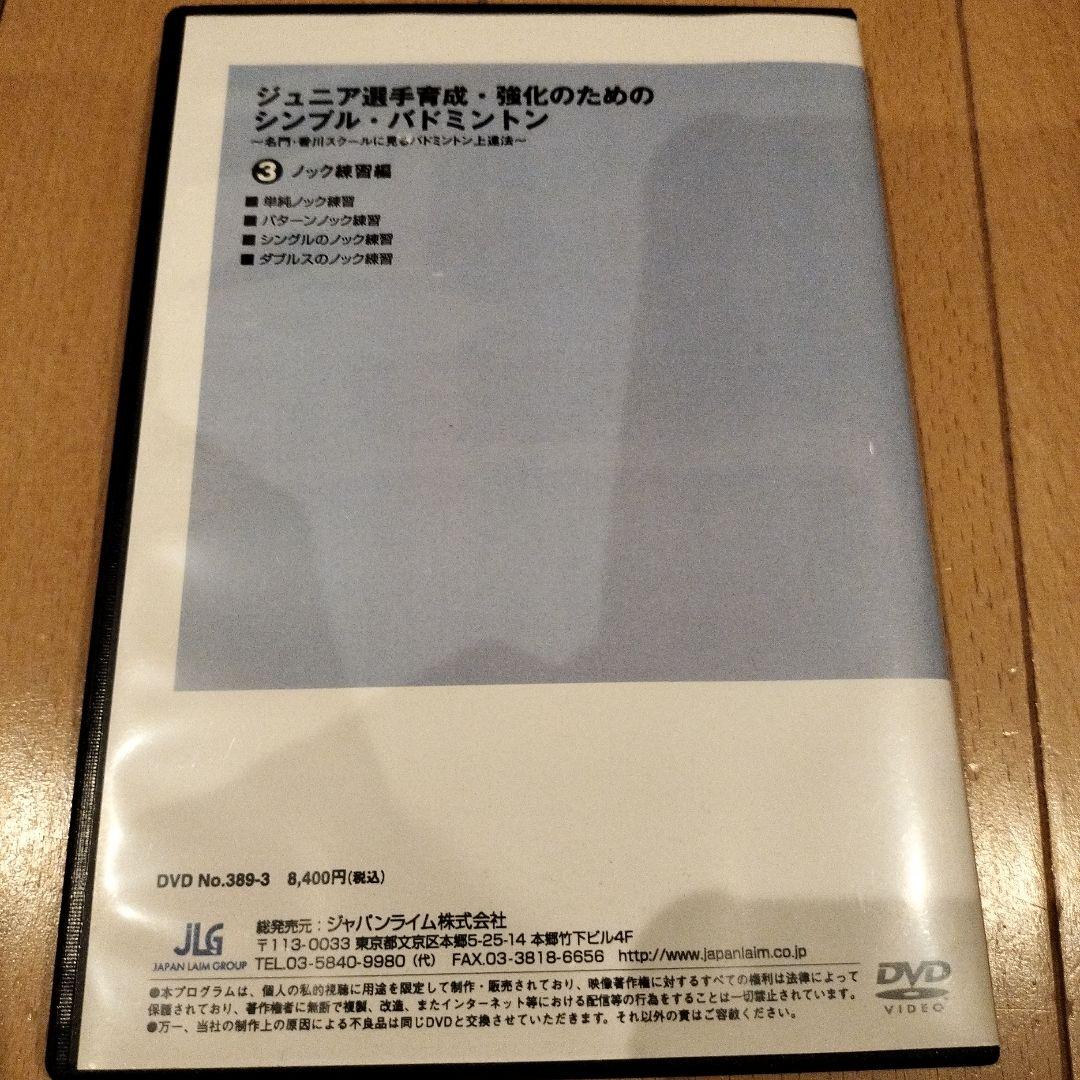 ジュニア選手育成・強化のための
シンプル・バドミントン
～名門・香川スクールに見るバドミントン上達法～
3 ノック練習編
■ 単純ノック練習
■ パターンノック練習
■ シングルのノック練習
■ ダブルスのノック練習
DVD No.389-3 8,400円(税込)
JLG
JAPAN LAIM GROUP
総発売元：ジャパンライム株式会社
〒113-0033 東京都文京区本郷5-25-14 本郷竹下ビル4F
TEL.03-5840-9980（代） FAX.03-3818-6656 http://www.japanlaim.co.jp
●本プログラムは、個人の私的視聴に用途を限定して制作・販売されており、映像著作権に対するすべての権利は法律によって
保護されており、著作権者に無断で複製、改造、またインターネット等における配信等の行為をすることは一切禁止されています。
●万一、当社の制作上の原因による不良品は同じDVDと交換させていただきます。それ以外の責はご容赦ください。
DVD
VIDEO